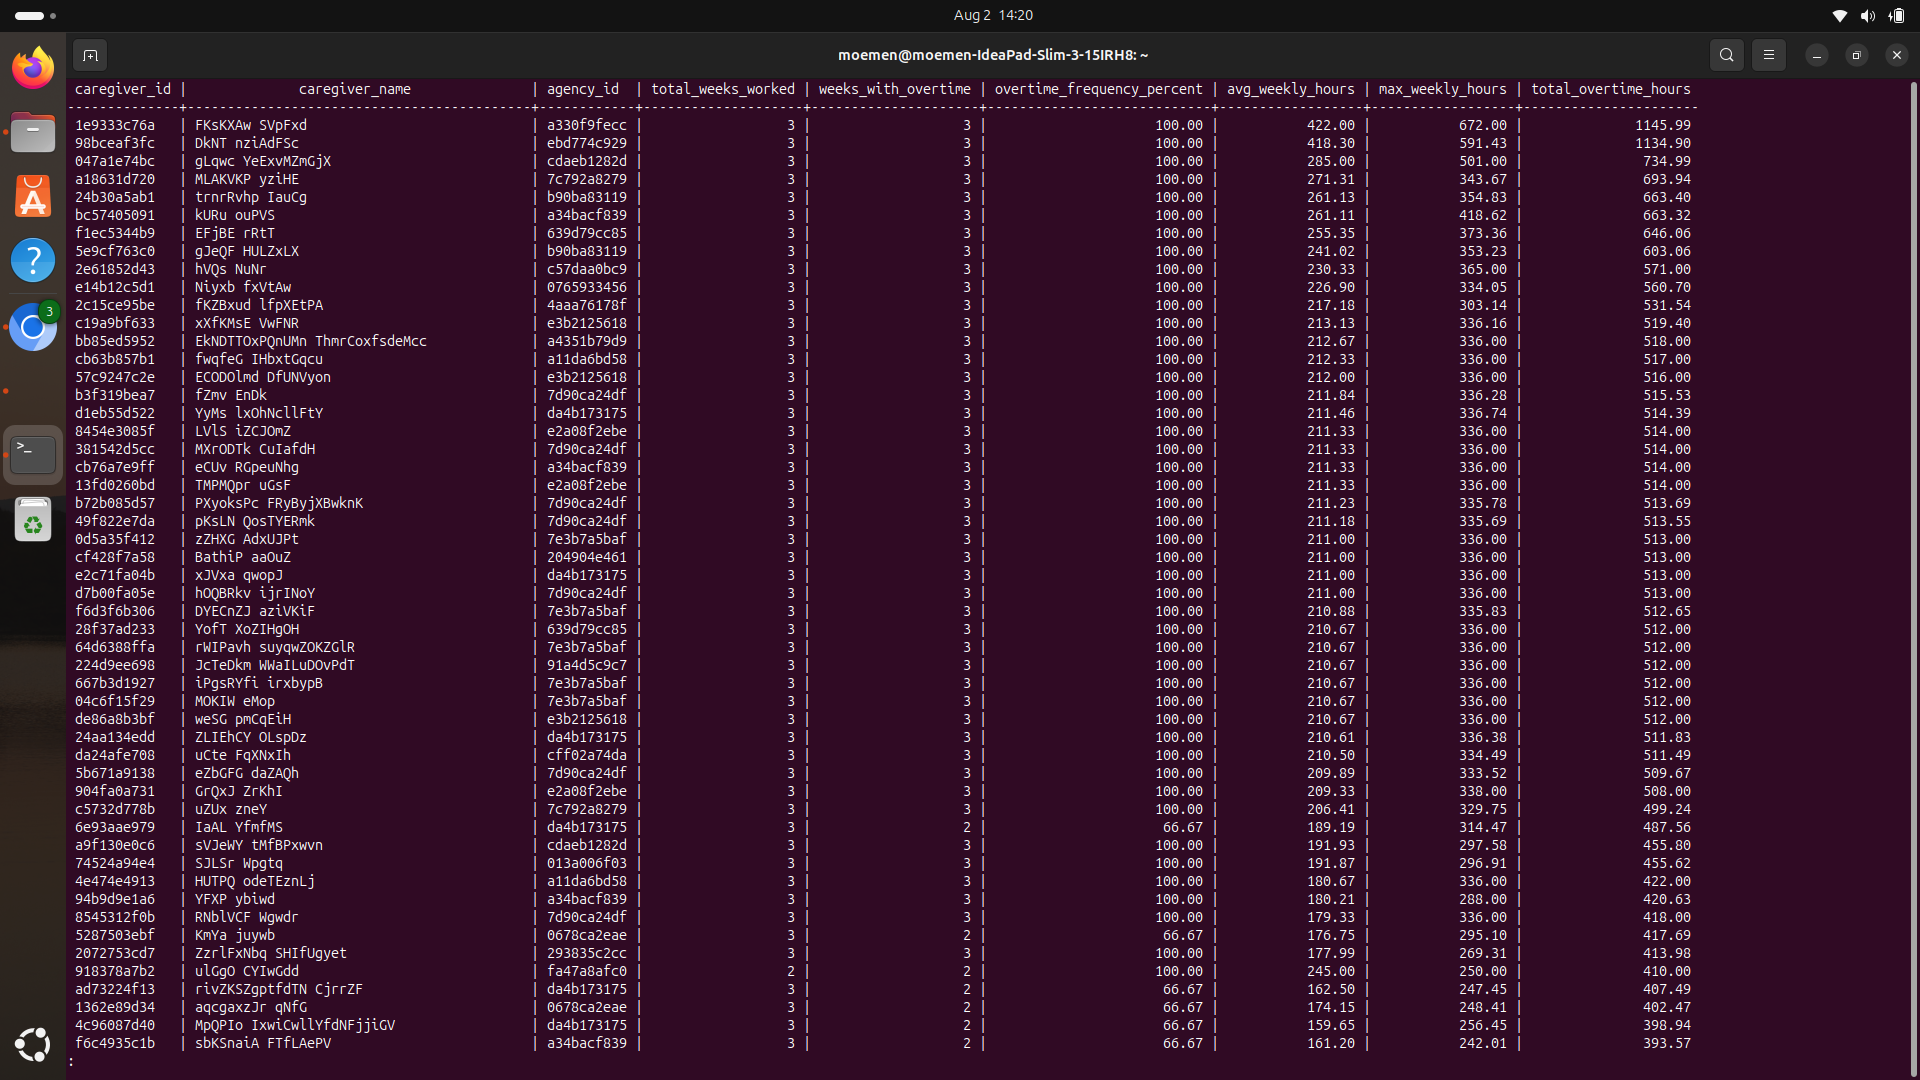 Aug 2 14:20
moemen@moemen-IdeaPad-Slim-3-15IRH8: ~
caregiver_id | caregiver_name | agency_id | total_weeks_worked | weeks_with_overtime | overtime_frequency_percent | avg_weekly_hours | max_weekly_hours | total_overtime_hours
1e9333c76a | FKsKXAw SVpFxd | a330f9fecc | 3 | 3 | 100.00 | 422.00 | 672.00 | 1145.99
98bceaf3fc | DkNT nziAdFSc | ebd774c929 | 3 | 3 | 100.00 | 418.30 | 591.43 | 1134.90
047a1e74bc | gLqwc YeExvMZmGjX | cdaeb1282d | 3 | 3 | 100.00 | 285.00 | 501.00 | 734.99
a18631d720 | MLAKVKP yziHE | 7c792a8279 | 3 | 3 | 100.00 | 271.31 | 343.67 | 693.94
24b30a5ab1 | trnrRvhp IauCg | b90ba83119 | 3 | 3 | 100.00 | 261.13 | 354.83 | 663.40
bc57405091 | kURu ouPVS | a34bacf839 | 3 | 3 | 100.00 | 261.11 | 418.62 | 663.32
f1ec5344b9 | EFjBE rRtT | 639d79cc85 | 3 | 3 | 100.00 | 255.35 | 373.36 | 646.06
5e9cf763c0 | gJeQF HULZxLX | b90ba83119 | 3 | 3 | 100.00 | 241.02 | 353.23 | 603.06
2e61852d43 | hVQs NuNr | c57daa0bc9 | 3 | 3 | 100.00 | 230.33 | 365.00 | 571.00
e14b12c5d1 | Niyxb fxVtAw | 0765933456 | 3 | 3 | 100.00 | 226.90 | 334.05 | 560.70
2c15ce95be | fKZBxud lfpXEtPA | 4aaa76178f | 3 | 3 | 100.00 | 217.18 | 303.14 | 531.54
c19a9bf633 | xXfKMsE VwFNR | e3b2125618 | 3 | 3 | 100.00 | 213.13 | 336.16 | 519.40
bb85ed5952 | EkNDTTOxPQnUMn ThmrCoxfsdeMcc | a4351b79d9 | 3 | 3 | 100.00 | 212.67 | 336.00 | 518.00
cb63b857b1 | fwqfeG IHbxtGqcu | a11da6bd58 | 3 | 3 | 100.00 | 212.33 | 336.00 | 517.00
57c9247c2e | ECODOlmd DfUNVyon | e3b2125618 | 3 | 3 | 100.00 | 212.00 | 336.00 | 516.00
b3f319bea7 | fZmv EnDk | 7d90ca24df | 3 | 3 | 100.00 | 211.84 | 336.28 | 515.53
d1eb55d522 | YyMs lxOhNcllFtY | da4b173175 | 3 | 3 | 100.00 | 211.46 | 336.74 | 514.39
8454e3085f | LVlS iZCJOmZ | e2a08f2ebe | 3 | 3 | 100.00 | 211.33 | 336.00 | 514.00
381542d5cc | MXrODTk CuIafdH | 7d90ca24df | 3 | 3 | 100.00 | 211.33 | 336.00 | 514.00
cb76a7e9ff | eCUv RGpeuNhg | a34bacf839 | 3 | 3 | 100.00 | 211.33 | 336.00 | 514.00
13fd0260bd | TMPMQpr uGsF | e2a08f2ebe | 3 | 3 | 100.00 | 211.33 | 336.00 | 514.00
b72b085d57 | PXyoksPc FRyByjXBwknK | 7d90ca24df | 3 | 3 | 100.00 | 211.23 | 335.78 | 513.69
49f822e7da | pKsLN QosTYERmk | 7d90ca24df | 3 | 3 | 100.00 | 211.18 | 335.69 | 513.55
0d5a35f412 | zZHXG AdxUJPt | 7e3b7a5baf | 3 | 3 | 100.00 | 211.00 | 336.00 | 513.00
cf428f7a58 | BathiP aaOuZ | 204904e461 | 3 | 3 | 100.00 | 211.00 | 336.00 | 513.00
e2c71fa04b | xJVxa qwopJ | da4b173175 | 3 | 3 | 100.00 | 211.00 | 336.00 | 513.00
d7b00fa05e | hOQBRkv ijrINoY | 7d90ca24df | 3 | 3 | 100.00 | 211.00 | 336.00 | 513.00
f6d3f6b306 | DYECnZJ aziVKiF | 7e3b7a5baf | 3 | 3 | 100.00 | 210.88 | 335.83 | 512.65
28f37ad233 | YofT XoZIHgOH | 639d79cc85 | 3 | 3 | 100.00 | 210.67 | 336.00 | 512.00
64d6388ffa | rWIPavh suyqwZOKZGlR | 7e3b7a5baf | 3 | 3 | 100.00 | 210.67 | 336.00 | 512.00
224d9ee698 | JcTeDkm WWaILuDOvPdT | 91a4d5c9c7 | 3 | 3 | 100.00 | 210.67 | 336.00 | 512.00
667b3d1927 | iPgsRYfi irxbypB | 7e3b7a5baf | 3 | 3 | 100.00 | 210.67 | 336.00 | 512.00
04c6f15f29 | MOKIW eMop | 7e3b7a5baf | 3 | 3 | 100.00 | 210.67 | 336.00 | 512.00
de86a8b3bf | weSG pmCqEiH | e3b2125618 | 3 | 3 | 100.00 | 210.67 | 336.00 | 512.00
24aa134edd | ZLIEhCY OLspDz | da4b173175 | 3 | 3 | 100.00 | 210.61 | 336.38 | 511.83
da24afe708 | uCte FqXNxIh | cff02a74da | 3 | 3 | 100.00 | 210.50 | 334.49 | 511.49
5b671a9138 | eZbGFG daZAQh | 7d90ca24df | 3 | 3 | 100.00 | 209.89 | 333.52 | 509.67
904fa0a731 | GrQxJ ZrKhI | e2a08f2ebe | 3 | 3 | 100.00 | 209.33 | 338.00 | 508.00
c5732d778b | uZUx zneY | 7c792a8279 | 3 | 3 | 100.00 | 206.41 | 329.75 | 499.24
6e93aae979 | IaAL YfmfMS | da4b173175 | 3 | 2 | 66.67 | 189.19 | 314.47 | 487.56
a9f130e0c6 | sVJeWY tMfBPxwvn | cdaeb1282d | 3 | 3 | 100.00 | 191.93 | 297.58 | 455.80
74524a94e4 | SJLSr Wpgtq | 013a006f03 | 3 | 3 | 100.00 | 191.87 | 296.91 | 455.62
4e474e4913 | HUTPQ odeTEznLj | a11da6bd58 | 3 | 3 | 100.00 | 180.67 | 336.00 | 422.00
94b9d9e1a6 | YFXP ybiwd | a34bacf839 | 3 | 3 | 100.00 | 180.21 | 288.00 | 420.63
8545312f0b | RNblVCF Wgwdr | 7d90ca24df | 3 | 3 | 100.00 | 179.33 | 336.00 | 418.00
5287503ebf | KmYa juywb | 0678ca2eae | 3 | 2 | 66.67 | 176.75 | 295.10 | 417.69
2072753cd7 | ZzrlFxNbq SHIfUgyet | 293835c2cc | 3 | 3 | 100.00 | 177.99 | 269.31 | 413.98
918378a7b2 | ulGgO CYIwGdd | fa47a8afc0 | 2 | 2 | 100.00 | 245.00 | 250.00 | 410.00
ad73224f13 | rivZKSZgptfdTN CjrrZF | da4b173175 | 3 | 2 | 66.67 | 162.50 | 247.45 | 407.49
1362e89d34 | aqcgaxzJr qNfG | 0678ca2eae | 3 | 2 | 66.67 | 174.15 | 248.41 | 402.47
4c96087d40 | MpQPIo IxwiCwllYfdNFjjiGV | da4b173175 | 3 | 2 | 66.67 | 159.65 | 256.45 | 398.94
f6c4935c1b | sbKSnaiA FTfLAePV | a34bacf839 | 3 | 2 | 66.67 | 161.20 | 242.01 | 393.57
:
3